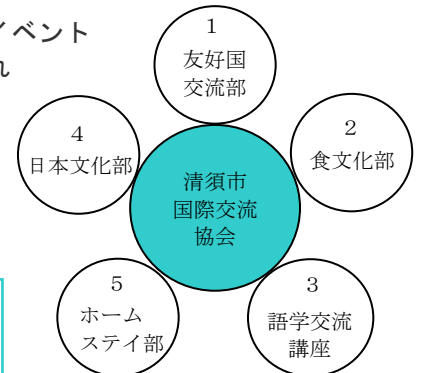 イベント
れ
1
友好国
交流部
4
日本文化部
2
食文化部
清須市
国際交流
協会
5
ホーム
ステイ部
3
語学交流
講座